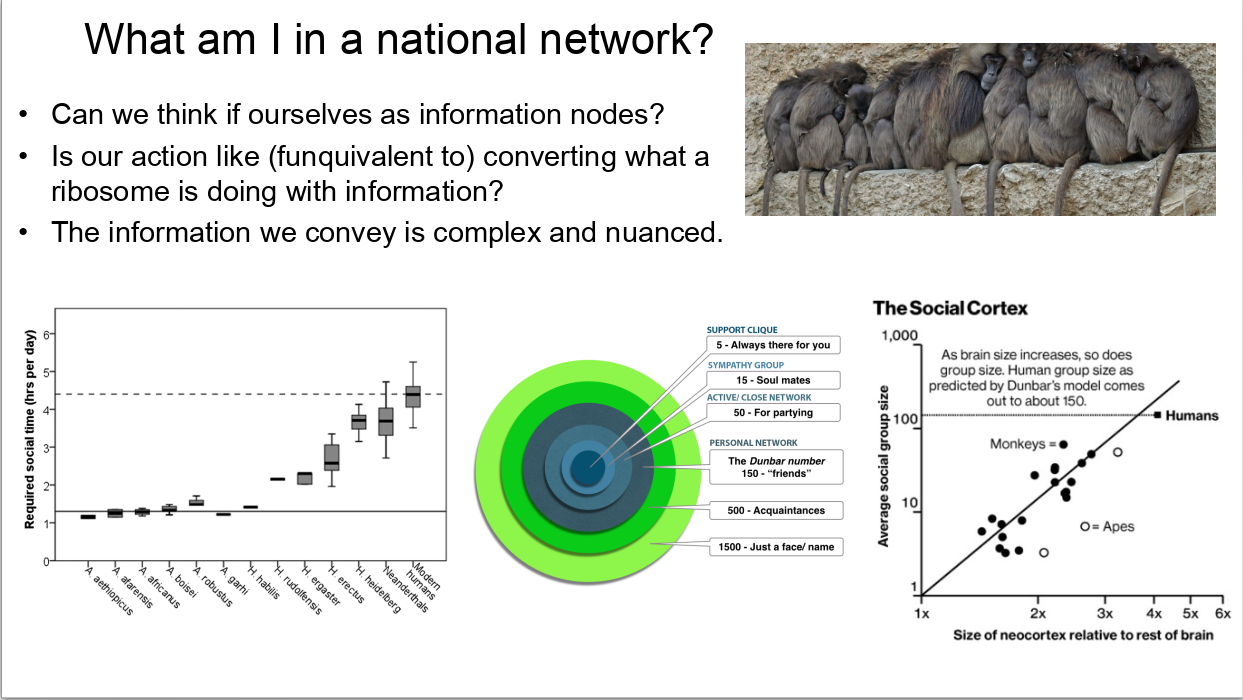 What am I in a national network?
• Can we think if ourselves as information nodes?
• Is our action like (funquivalent to) converting what a
ribosome is doing with information?
• The information we convey is complex and nuanced.
Required social time (hrs per day)
6
5
4
3
2
1
0
A. aethiopicus
A. afarensis
A. africanus
A. boisei
A. robustus
A. garhi
H. habilis
H. rudolfensis
H. ergaster
H. erectus
H. heidelberg
Neanderthals
Modern
humans
SUPPORT CLIQUE
5 - Always there for you
SYMPATHY GROUP
15 - Soul mates
ACTIVE/ CLOSE NETWORK
50 - For partying
PERSONAL NETWORK
The Dunbar number
150 - “friends”
500 - Acquaintances
1500 - Just a face/ name
The Social Cortex
1,000
100
10
1
Average social group size
As brain size increases, so does
group size. Human group size as
predicted by Dunbar's model comes
out to about 150.
Humans
Monkeys =
= Apes
1x
2x
3x
4x
5x
6x
Size of neocortex relative to rest of brain